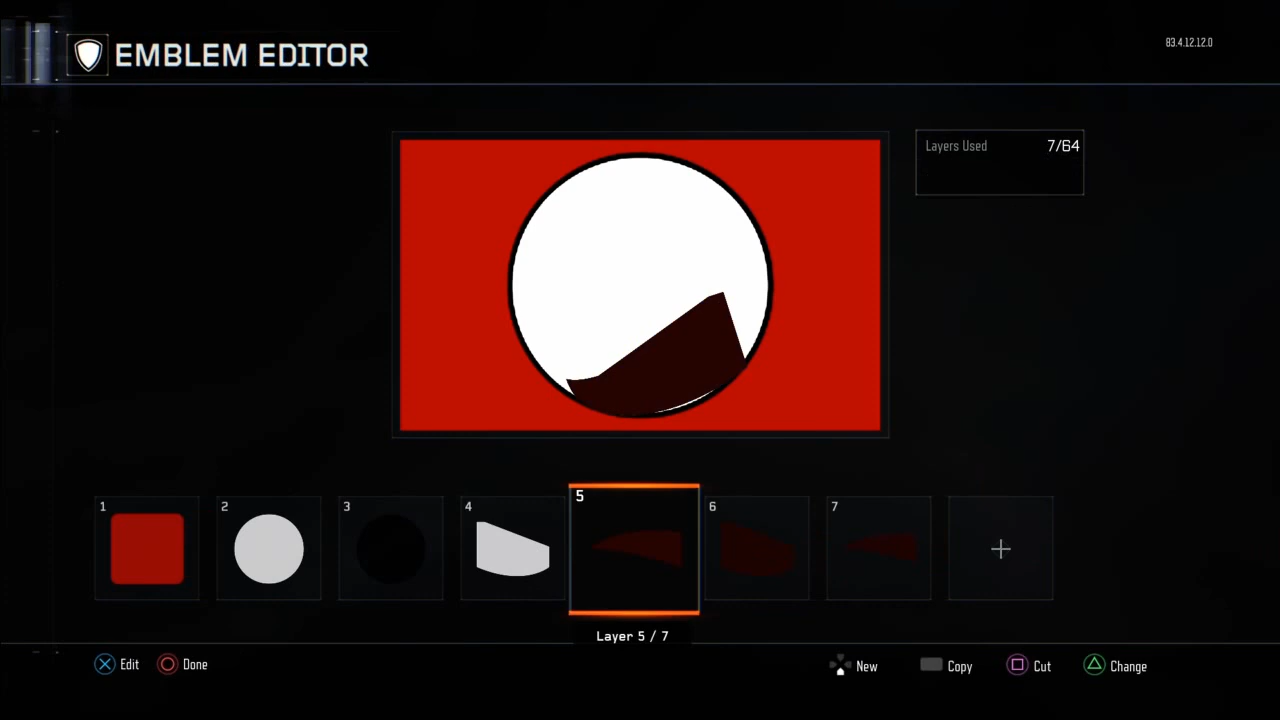 EMBLEM EDITOR
83.4.12.12.0
Layers Used 7/64
1 2 3 4 5 6 7
Layer 5 / 7
Edit Done New Copy Cut Change